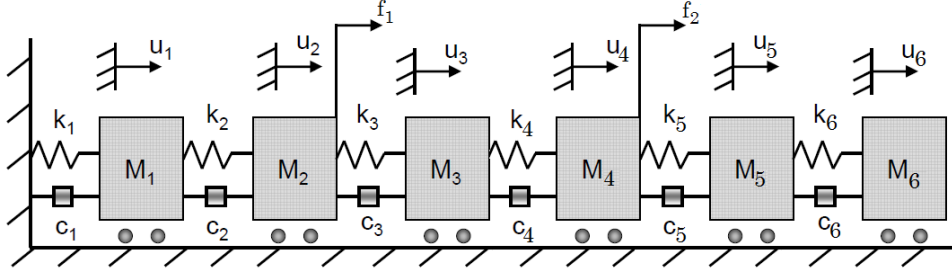 f₁ f₂
u₁ u₂ u₃ u₄ u₅ u₆
k₁ k₂ k₃ k₄ k₅ k₆
M₁ M₂ M₃ M₄ M₅ M₆
c₁ c₂ c₃ c₄ c₅ c₆